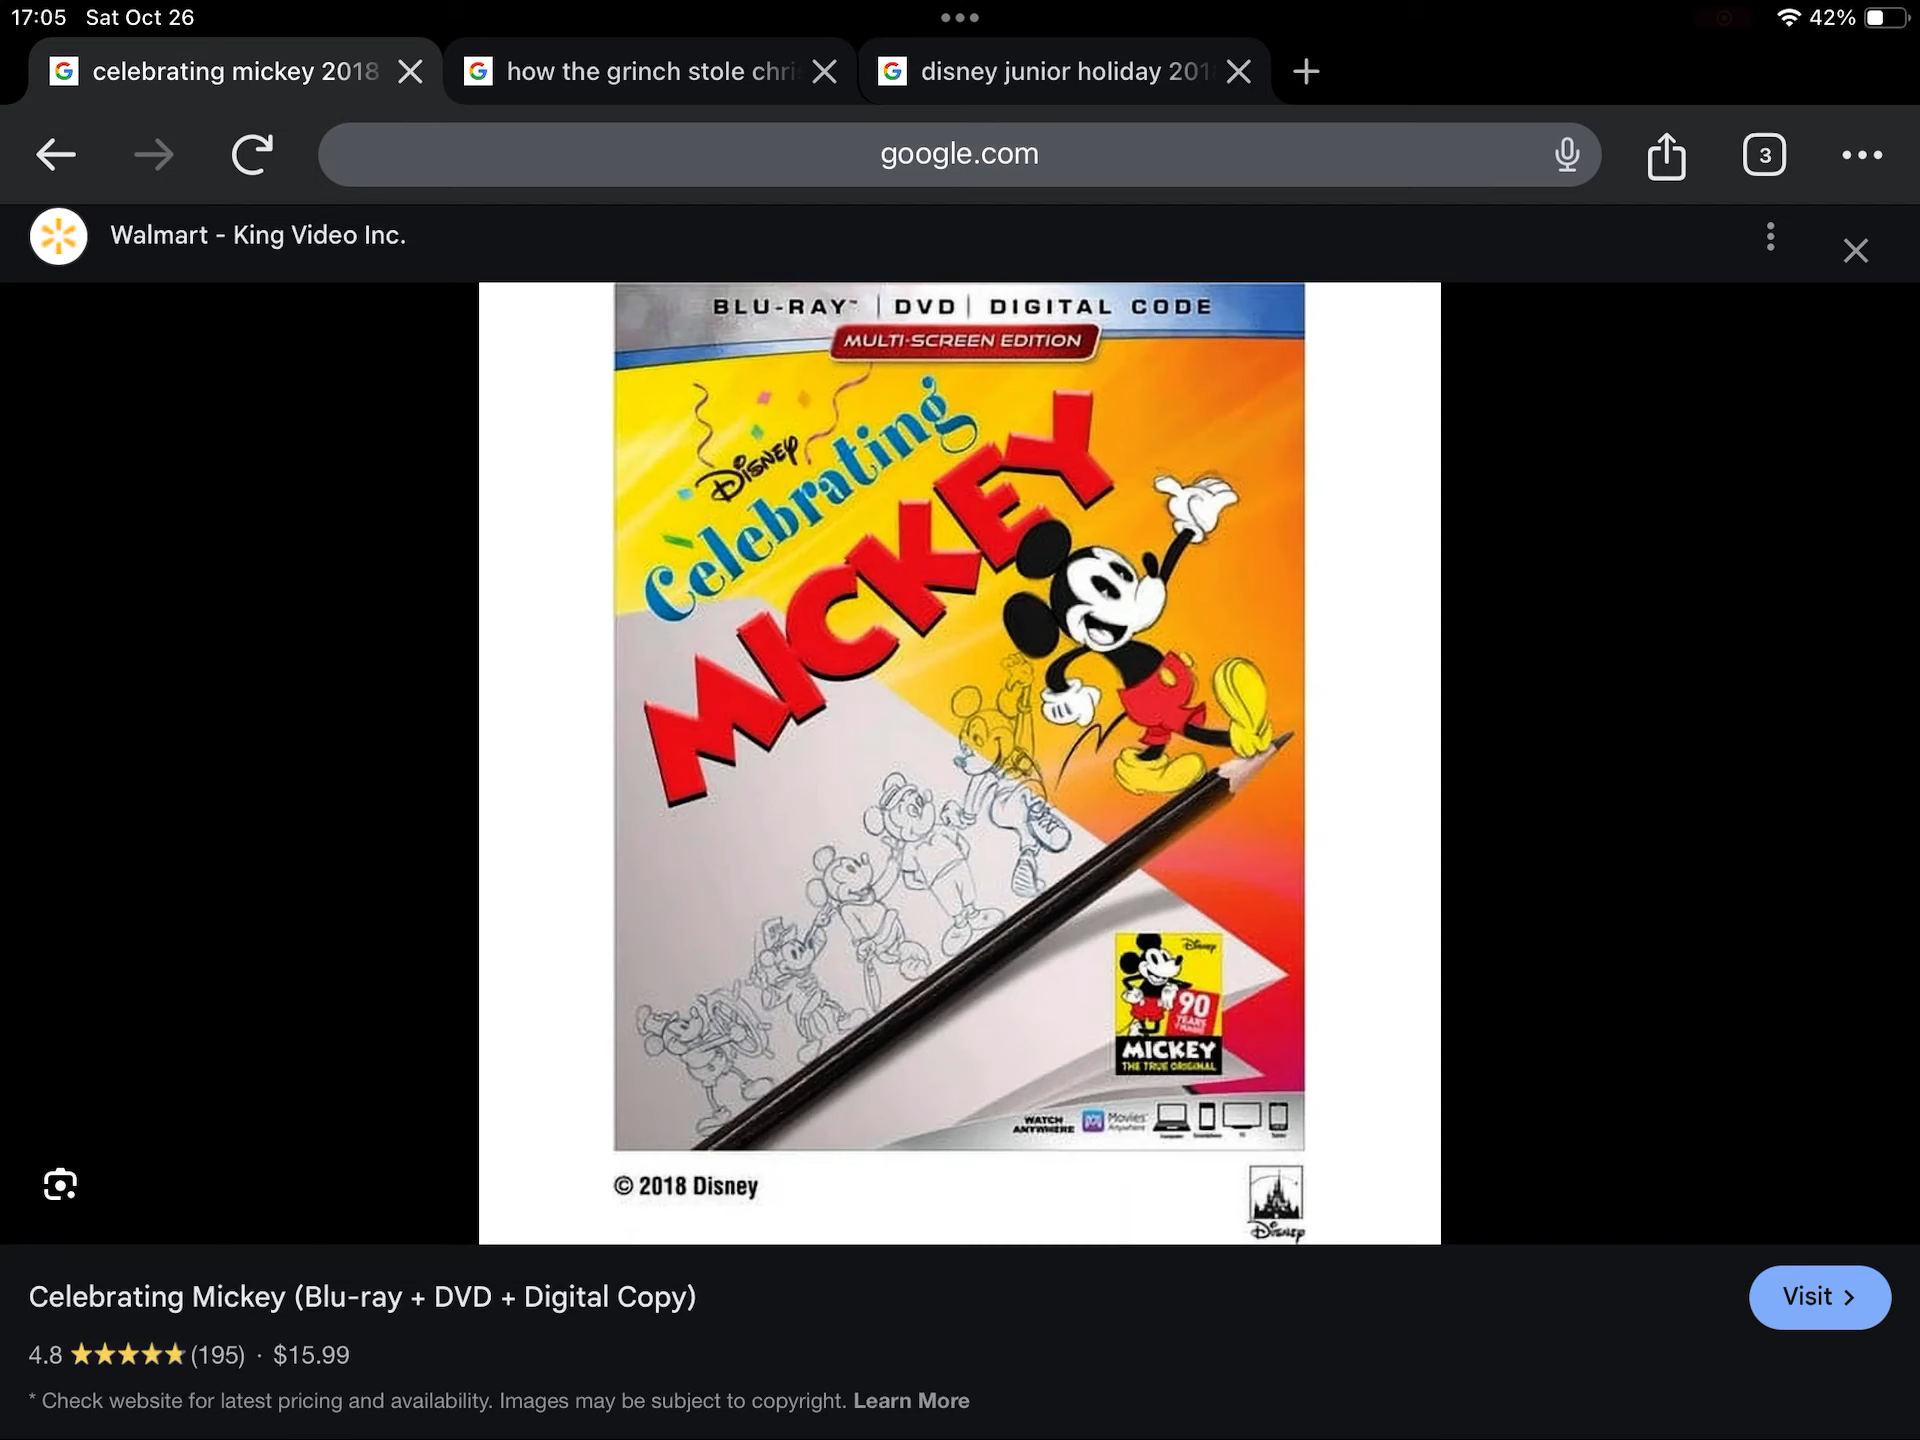 17:05 Sat Oct 26
42%
celebrating mickey 2018
how the grinch stole chri
disney junior holiday 201
google.com
3
Walmart - King Video Inc.
BLU-RAY™ | DVD | DIGITAL CODE
MULTI-SCREEN EDITION
Disney
Celebrating
MICKEY
Disney
90
YEARS
MICKEY
THE TRUE ORIGINAL
WATCH
ANYWHERE
Movies
Anywhere
© 2018 Disney
Disney
Celebrating Mickey (Blu-ray + DVD + Digital Copy)
Visit
4.8 ★★★★★ (195) · $15.99
* Check website for latest pricing and availability. Images may be subject to copyright. Learn More